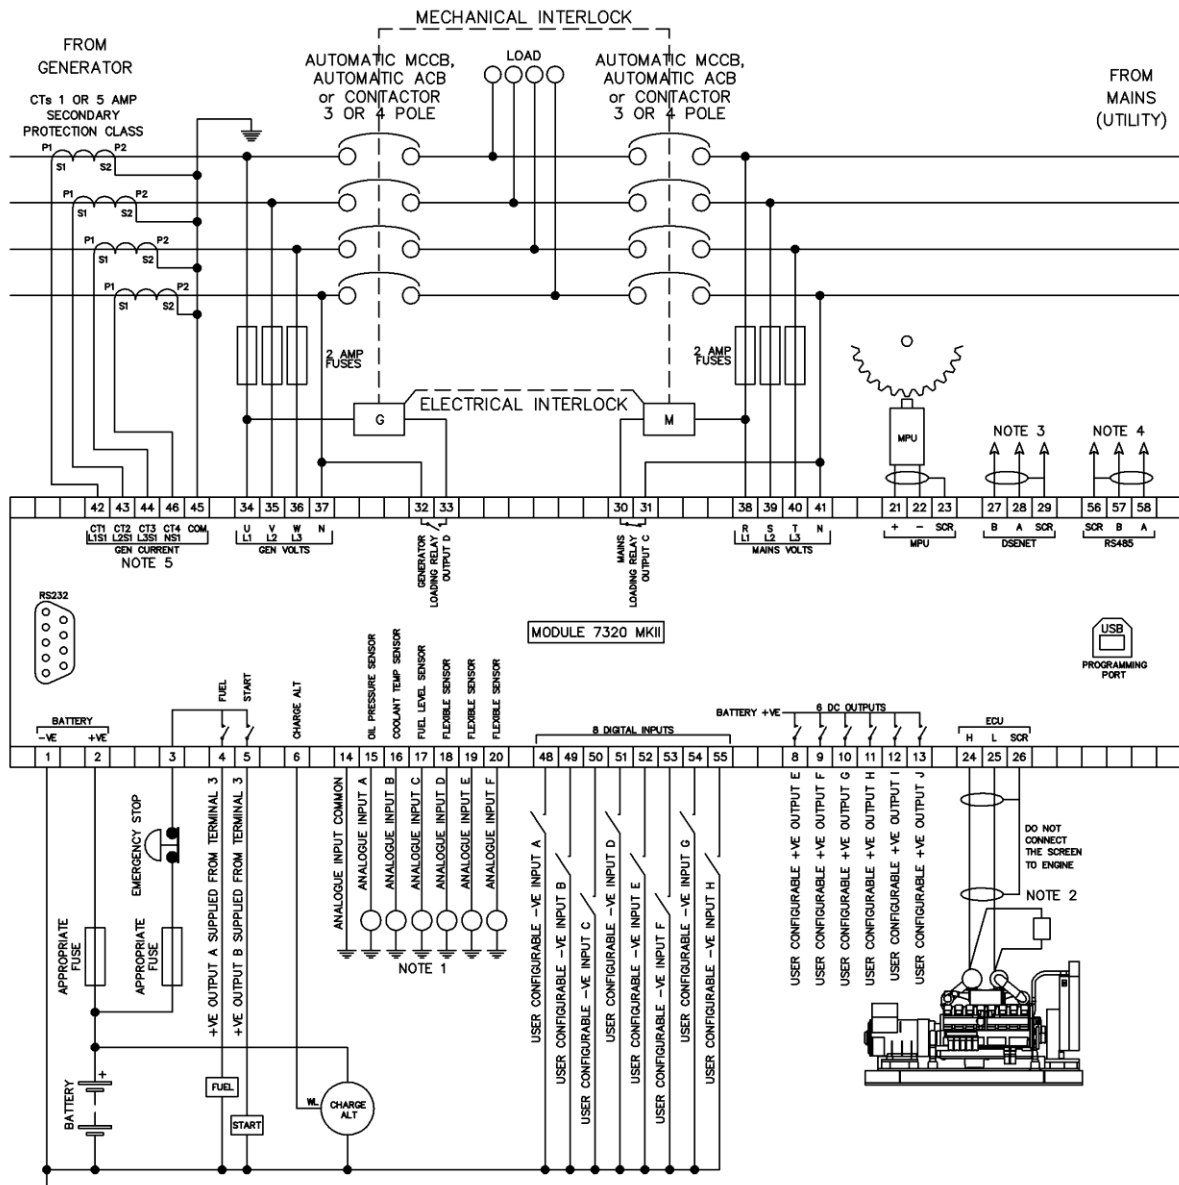 MECHANICAL INTERLOCK
FROM
GENERATOR
AUTOMATIC MCCB,
AUTOMATIC ACB
or CONTACTOR
3 OR 4 POLE
LOAD
AUTOMATIC MCCB,
AUTOMATIC ACB
or CONTACTOR
3 OR 4 POLE
FROM
MAINS
(UTILITY)
CTs 1 OR 5 AMP
SECONDARY
PROTECTION CLASS
P1 P2
S1 S2
P1 P2
S1 S2
P1 P2
S1 S2
P1 P2
S1 S2
2 AMP
FUSES
2 AMP
FUSES
ELECTRICAL INTERLOCK
G
M
MPU
NOTE 3
NOTE 4
42 43 44 46 45 34 35 36 37 32 33 30 31 38 39 40 41 21 22 23 27 28 29 56 57 58
CT1 CT2 CT3 CT4 COM
L1S1 L2S1 L3S1 NS1
GEN CURRENT
NOTE 5
U V W N
L1 L2 L3
GEN VOLTS
GENERATOR
LOADING RELAY
OUTPUT D
MAINS
LOADING RELAY
OUTPUT C
R S T N
L1 L2 L3
MAINS VOLTS
+ − SCR
MPU
B A SCR
DSENET
SCR B A
RS485
RS232
MODULE 7320 MKII
USB
PROGRAMMING
PORT
BATTERY
-VE +VE
FUEL
START
CHARGE ALT
OIL PRESSURE SENSOR
COOLANT TEMP SENSOR
FUEL LEVEL SENSOR
FLEXIBLE SENSOR
FLEXIBLE SENSOR
FLEXIBLE SENSOR
8 DIGITAL INPUTS
BATTERY +VE
6 DC OUTPUTS
ECU
H L SCR
1 2 3 4 5 6 14 15 16 17 18 19 20 48 49 50 51 52 53 54 55 8 9 10 11 12 13 24 25 26
EMERGENCY STOP
APPROPRIATE
FUSE
APPROPRIATE
FUSE
+VE OUTPUT A SUPPLIED FROM TERMINAL 3
+VE OUTPUT B SUPPLIED FROM TERMINAL 3
ANALOGUE INPUT COMMON
ANALOGUE INPUT A
ANALOGUE INPUT B
ANALOGUE INPUT C
ANALOGUE INPUT D
ANALOGUE INPUT E
ANALOGUE INPUT F
NOTE 1
USER CONFIGURABLE -VE INPUT A
USER CONFIGURABLE -VE INPUT B
USER CONFIGURABLE -VE INPUT C
USER CONFIGURABLE -VE INPUT D
USER CONFIGURABLE -VE INPUT E
USER CONFIGURABLE -VE INPUT F
USER CONFIGURABLE -VE INPUT G
USER CONFIGURABLE -VE INPUT H
USER CONFIGURABLE +VE OUTPUT E
USER CONFIGURABLE +VE OUTPUT F
USER CONFIGURABLE +VE OUTPUT G
USER CONFIGURABLE +VE OUTPUT H
USER CONFIGURABLE +VE OUTPUT I
USER CONFIGURABLE +VE OUTPUT J
DO NOT
CONNECT
THE SCREEN
TO ENGINE
NOTE 2
+
BATTERY
FUEL
START
WL
CHARGE
ALT